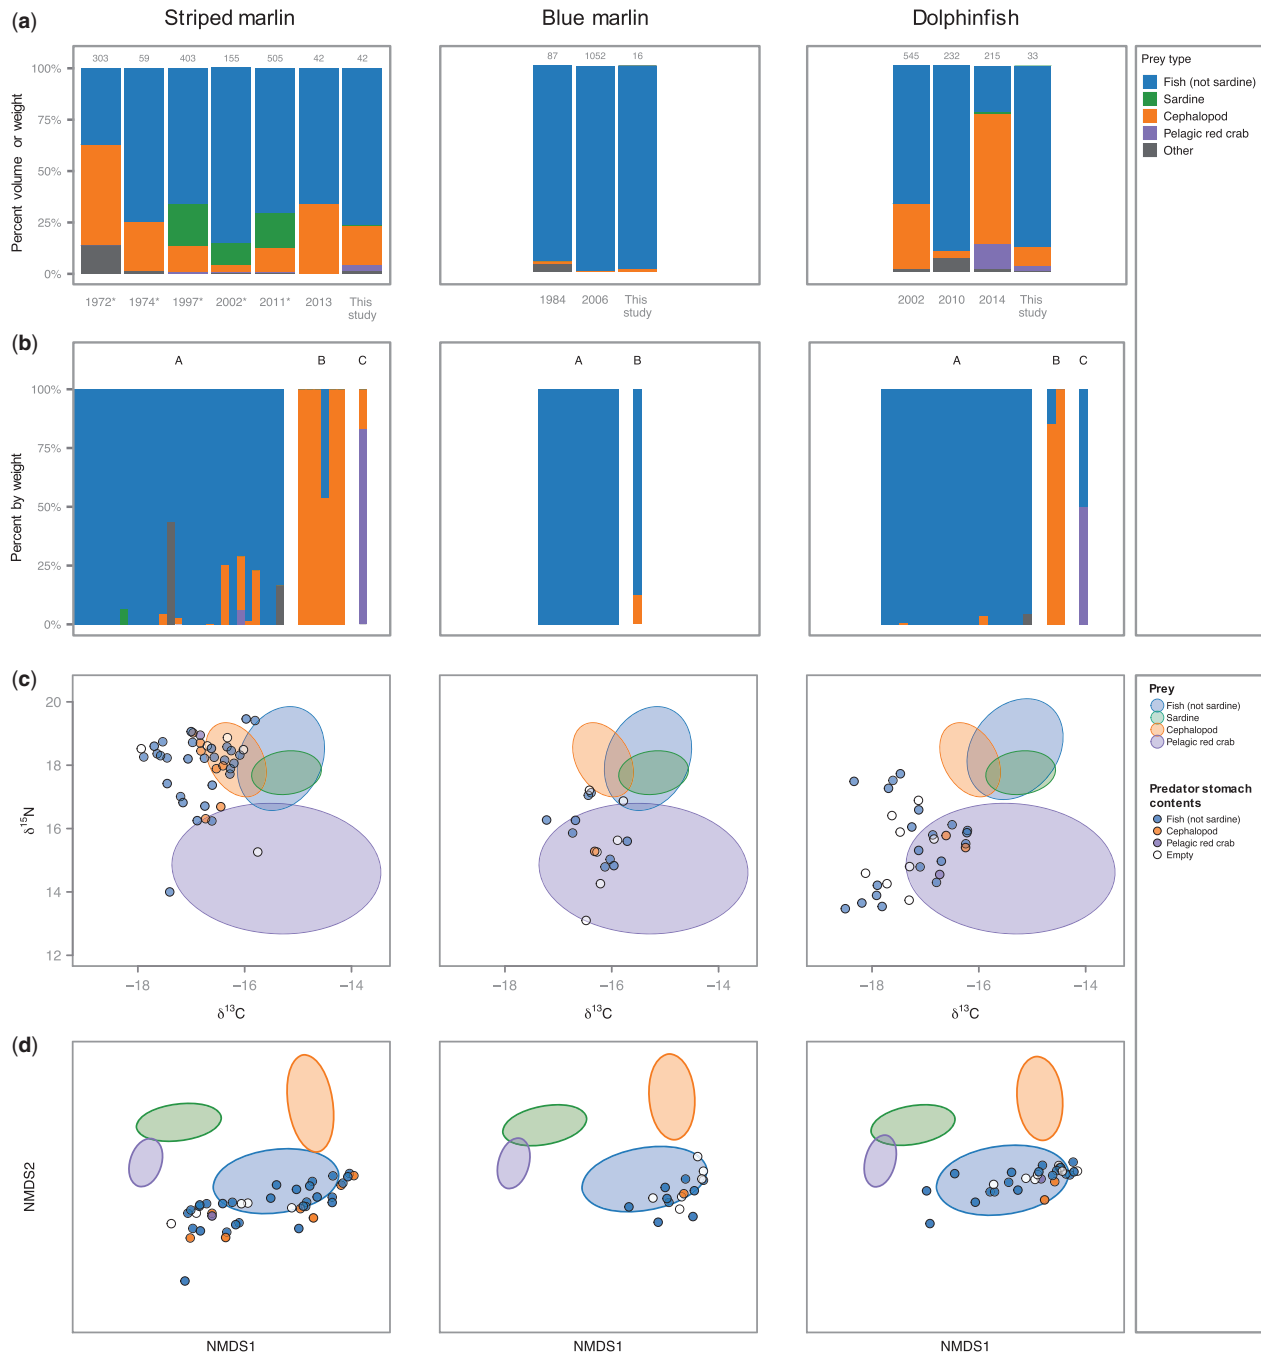 (a)
Striped marlin
Blue marlin
Dolphinfish
303 59 403 155 505 42 42
87 1052 16
545 232 215 33
Percent volume or weight
100%
75%
50%
25%
0%
1972* 1974* 1997* 2002* 2011* 2013 This study
1984 2006 This study
2002 2010 2014 This study
Prey type
Fish (not sardine)
Sardine
Cephalopod
Pelagic red crab
Other
(b)
A B C
A B
A B C
Percent by weight
100%
75%
50%
25%
0%
(c)
δ15N
20
18
16
14
12
−18 −16 −14
−18 −16 −14
−18 −16 −14
δ13C
δ13C
δ13C
Prey
Fish (not sardine)
Sardine
Cephalopod
Pelagic red crab
Predator stomach
contents
Fish (not sardine)
Cephalopod
Pelagic red crab
Empty
(d)
NMDS2
NMDS1
NMDS1
NMDS1